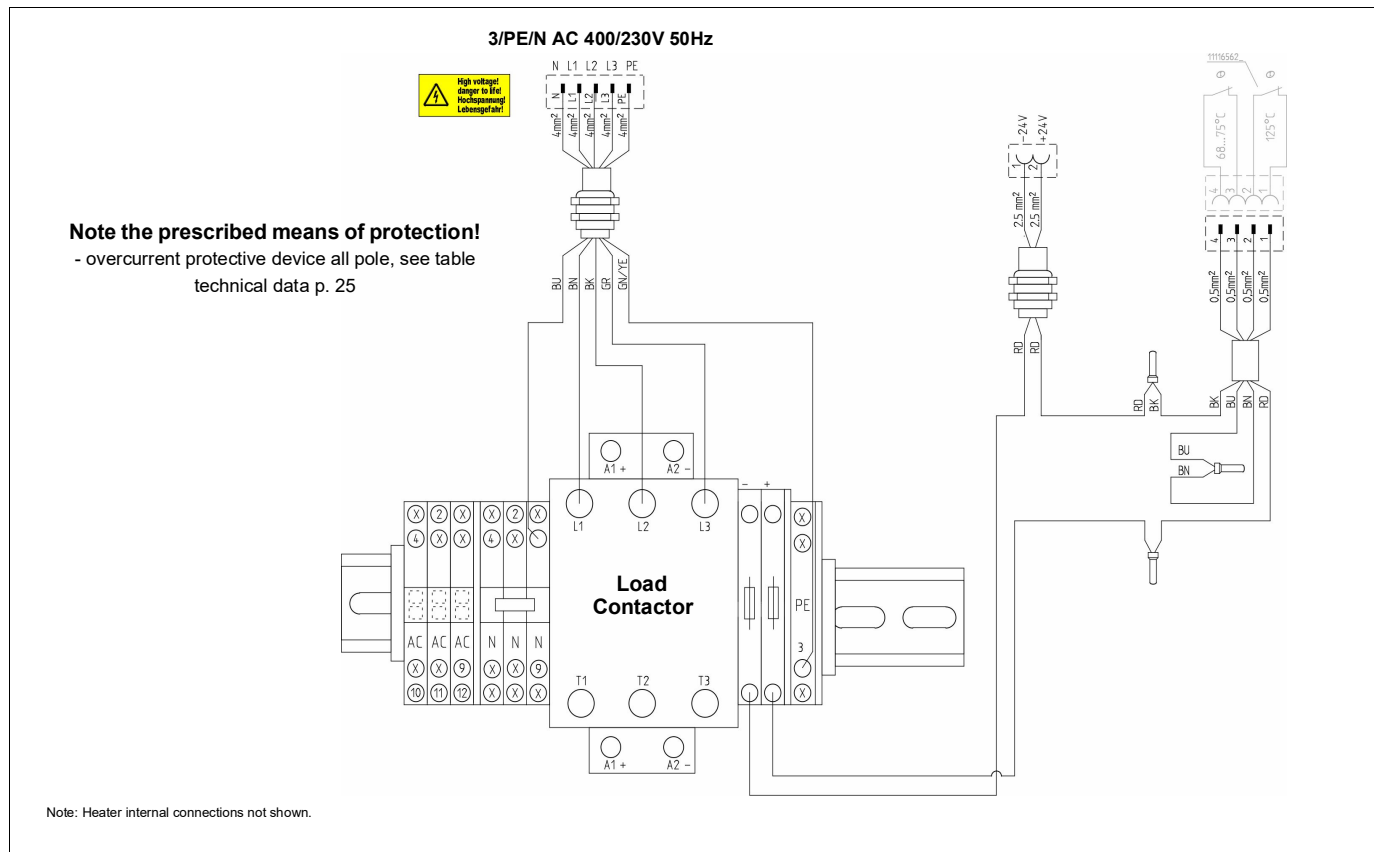 3/PE/N AC 400/230V 50Hz
N L1 L2 L3 PE
High voltage!
danger to life!
Hochspannung!
Lebensgefahr!
N L1 L2 L3 PE
4mm² 4mm² 4mm² 4mm² 4mm²
Note the prescribed means of protection!
- overcurrent protective device all pole, see table
technical data p. 25
BU BN BK GR GN/YE
-24V +24V
1 2
2.5 mm² 2.5 mm²
RD RD
11116562
68...75°C 125°C
4 3 2 1
4 3 2 1
0.5mm² 0.5mm² 0.5mm² 0.5mm²
RD BK
BK BU BN RD
BU
BN
A1 + A2 -
- +
X 2 X X 2 X
4 X X 4 X
L1 L2 L3
X
X
Load
Contactor
PE
AC AC AC N N N
3
X X 9 X X 9
10 11 12 X X X
X
T1 T2 T3
A1 + A2 -
Note: Heater internal connections not shown.